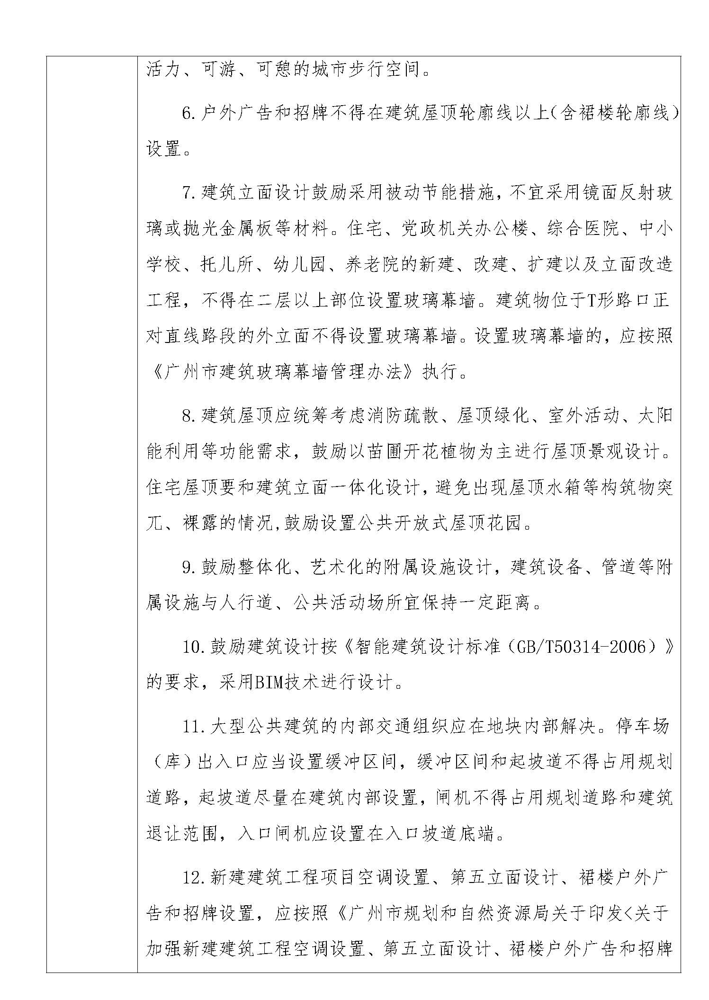 活力、可游、可憩的城市步行空间。
6.户外广告和招牌不得在建筑屋顶轮廓线以上（含裙楼轮廓线）
设置。
7.建筑立面设计鼓励采用被动节能措施，不宜采用镜面反射玻
璃或抛光金属板等材料。住宅、党政机关办公楼、综合医院、中小
学校、托儿所、幼儿园、养老院的新建、改建、扩建以及立面改造
工程，不得在二层以上部位设置玻璃幕墙。建筑物位于T形路口正
对直线路段的外立面不得设置玻璃幕墙。设置玻璃幕墙的，应按照
《广州市建筑玻璃幕墙管理办法》执行。
8.建筑屋顶应统筹考虑消防疏散、屋顶绿化、室外活动、太阳
能利用等功能需求，鼓励以苗圃开花植物为主进行屋顶景观设计。
住宅屋顶要和建筑立面一体化设计，避免出现屋顶水箱等构筑物突
兀、裸露的情况,鼓励设置公共开放式屋顶花园。
9.鼓励整体化、艺术化的附属设施设计，建筑设备、管道等附
属设施与人行道、公共活动场所宜保持一定距离。
10.鼓励建筑设计按《智能建筑设计标准（GB/T50314-2006）》
的要求，采用BIM技术进行设计。
11.大型公共建筑的内部交通组织应在地块内部解决。停车场
（库）出入口应当设置缓冲区间，缓冲区间和起坡道不得占用规划
道路，起坡道尽量在建筑内部设置，闸机不得占用规划道路和建筑
退让范围，入口闸机应设置在入口坡道底端。
12.新建建筑工程项目空调设置、第五立面设计、裙楼户外广
告和招牌设置，应按照《广州市规划和自然资源局关于印发<关于
加强新建建筑工程空调设置、第五立面设计、裙楼户外广告和招牌